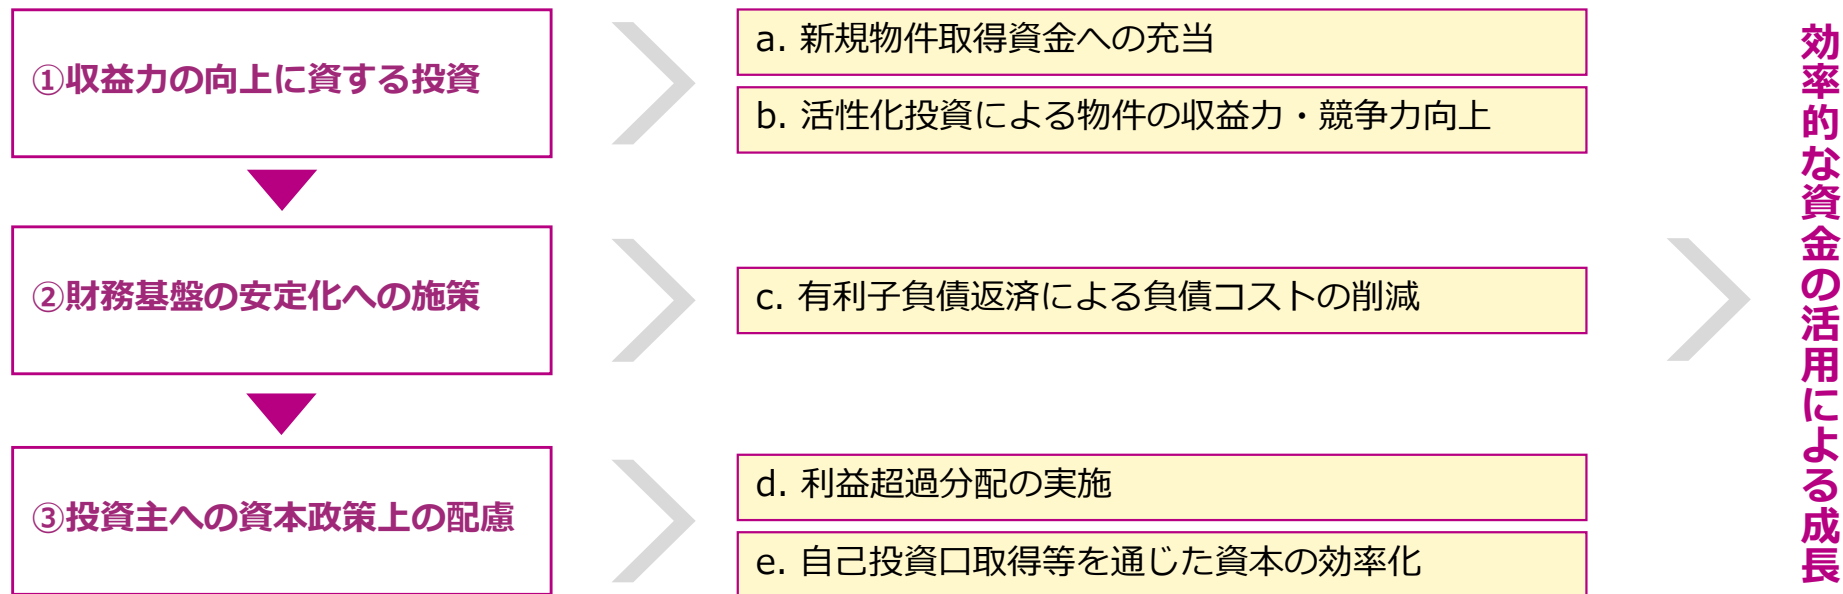 ①収益力の向上に資する投資
a. 新規物件取得資金への充当
b. 活性化投資による物件の収益力・競争力向上
②財務基盤の安定化への施策
c. 有利子負債返済による負債コストの削減
③投資主への資本政策上の配慮
d. 利益超過分配の実施
e. 自己投資口取得等を通じた資本の効率化
効率的な資金の活用による成長